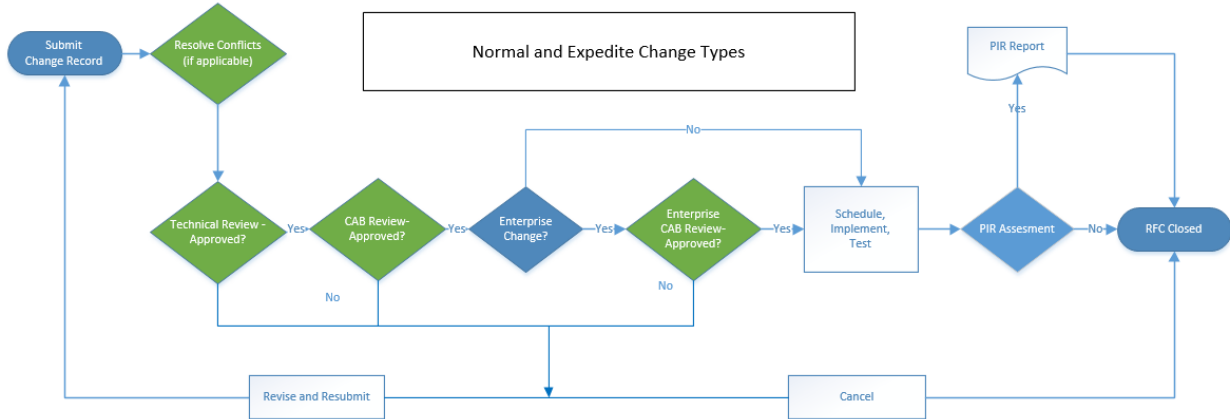 Submit
Change Record
Resolve Conflicts
(if applicable)
Normal and Expedite Change Types
PIR Report
Yes
No
Technical Review -
Approved?
Yes
CAB Review-
Approved?
Yes
Enterprise
Change?
Yes
Enterprise
CAB Review-
Approved?
Yes
Schedule,
Implement,
Test
PIR Assesment
No
RFC Closed
No
No
Revise and Resubmit
Cancel